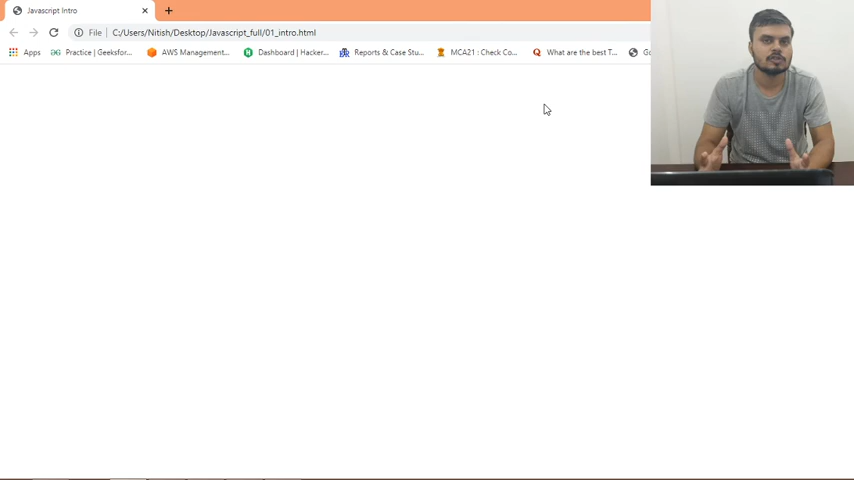 Javascript Intro
File C:/Users/Nitish/Desktop/Javascript_full/01_intro.html
Apps Practice | Geeksfor... AWS Management... Dashboard | Hacker... Reports & Case Stu... MCA21 : Check Co... What are the best T...